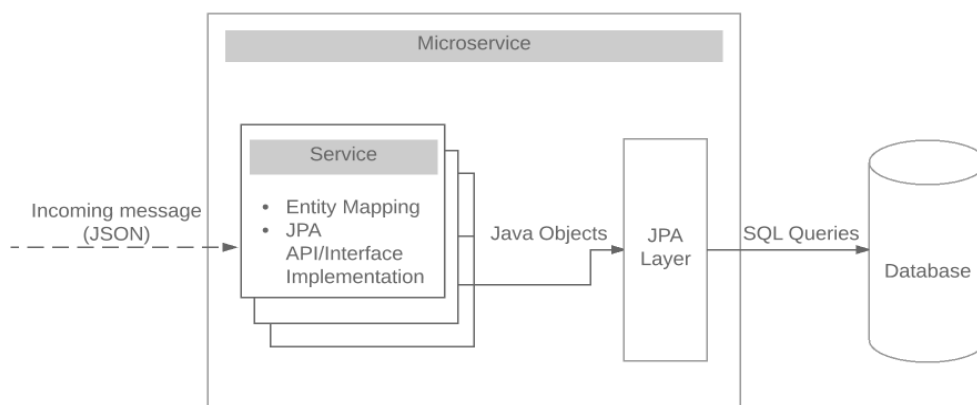 Microservice
Service
• Entity Mapping
• JPA
API/Interface
Implementation
Incoming message
(JSON)
Java Objects
JPA
Layer
SQL Queries
Database